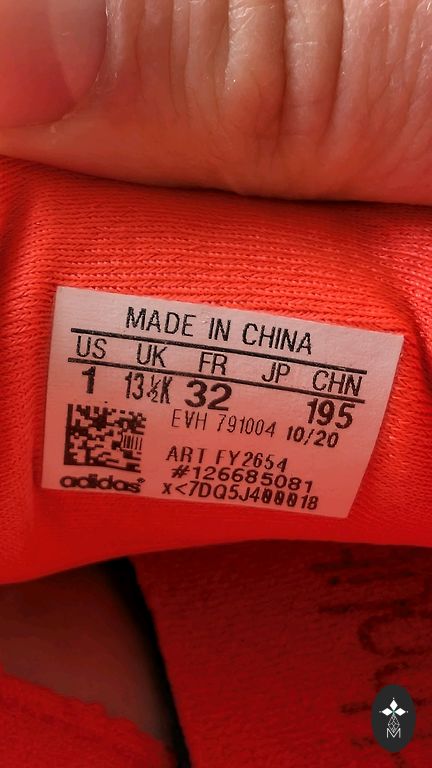 MADE IN CHINA
US UK FR JP CHN
1 13½K 32 195
EVH 791004 10/20
ART FY2654
#126685081
adidas® x<7DQ5J400018
M